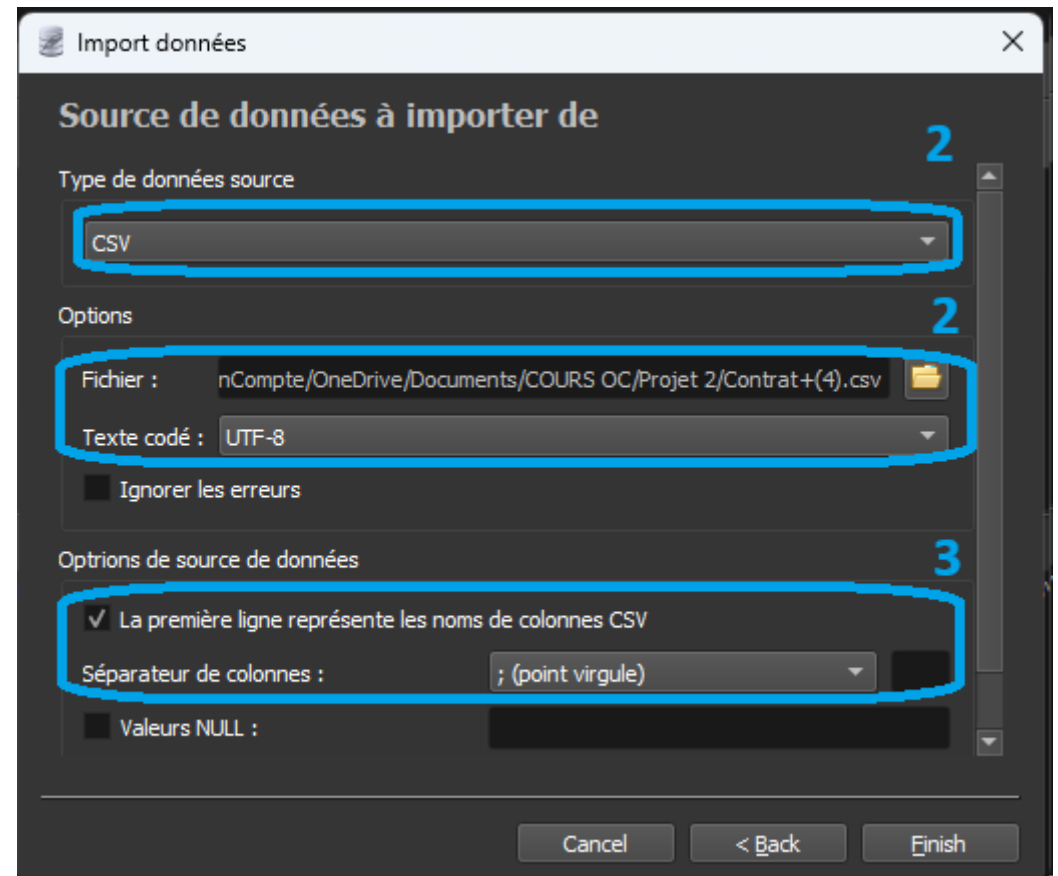 Import données
Source de données à importer de
2
Type de données source
CSV
Options
2
Fichier : nCompte/OneDrive/Documents/COURS OC/Projet 2/Contrat+(4).csv
Texte codé : UTF-8
Ignorer les erreurs
Optrions de source de données
3
La première ligne représente les noms de colonnes CSV
Séparateur de colonnes : ; (point virgule)
Valeurs NULL :
Cancel < Back Finish